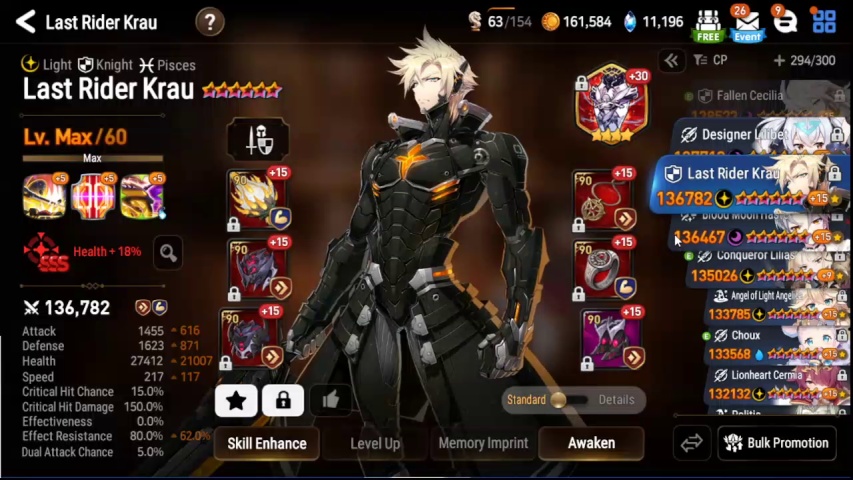 Last Rider Krau ?
63/154 161,584 11,196 FREE 26 Event 9
Light Knight Pisces
Last Rider Krau
+30
CP 294/300
Fallen Cecilia
Lv. Max/60
Max
Designer Lilibet
Last Rider Krau
136782 +15
+5 +5 +5
90 +15
90 +15
136467 +15
SSS Health + 18%
90 +15
90 +15
Conqueror Lilias
135026 +9
136,782
Angel of Light Angelica
133785 +15
90 +15
90 +15
Choux
133568 +15
Attack 1455 616
Defense 1623 871
Health 27412 21007
Speed 217 117
Critical Hit Chance 15.0%
Critical Hit Damage 150.0%
Effectiveness 0.0%
Effect Resistance 80.0% 62.0%
Dual Attack Chance 5.0%
Lionheart Cermia
132132 +15
Standard Details
Skill Enhance Level Up Memory Imprint Awaken Bulk Promotion